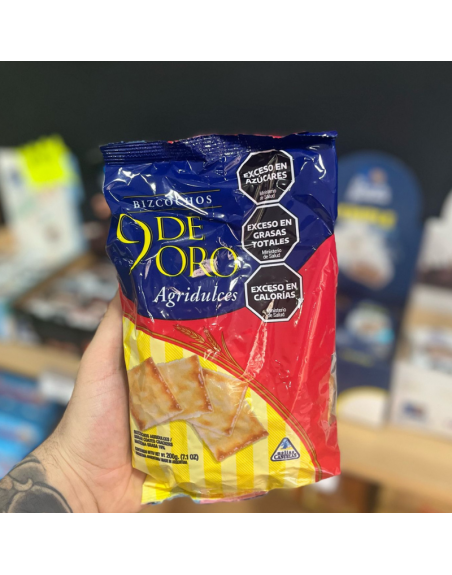 BIZCOCHOS
9 DE
ORO
Agridulces
EXCESO EN
AZÚCARES
Ministerio
de Salud
EXCESO EN
GRASAS
TOTALES
Ministerio
de Salud
EXCESO EN
CALORÍAS
Ministerio
de Salud
200g. (7.1 OZ)